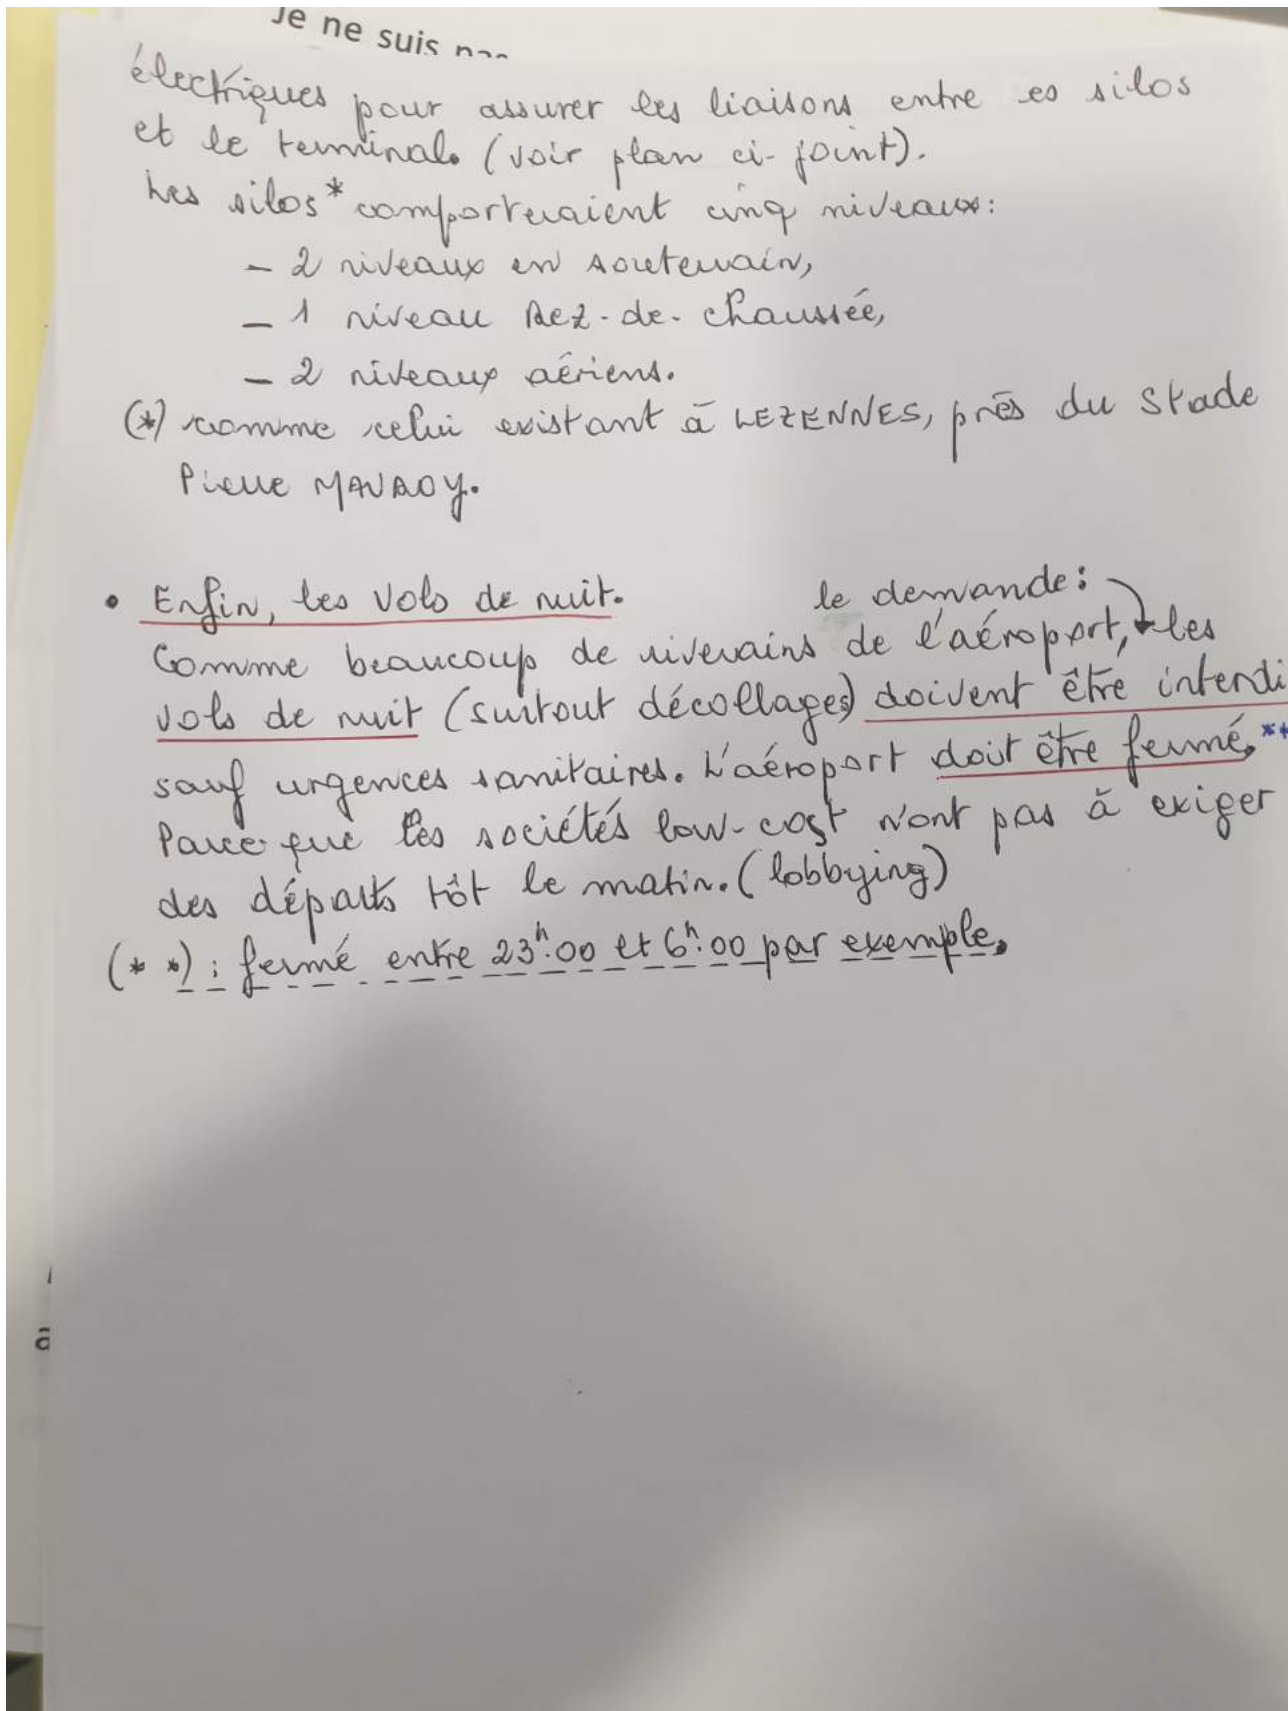 Je ne suis pas
électriques pour assurer les liaisons entre es silos
et le terminal. (voir plan ci-joint).
Les silos* comporteraient cinq niveaux:
- 2 niveaux en souterrain,
- 1 niveau Rez-de-chaussée,
- 2 niveaux aériens.
(*) comme celui existant à LEZENNES, près du Stade
Pierre MAUROY.
• Enfin, les vols de nuit.
le demande:
Comme beaucoup de riverains de l'aéroport, les
vols de nuit (surtout décollages) doivent être interdi
sauf urgences sanitaires. L'aéroport doit être fermé.**
Parce que les sociétés low-cost n'ont pas à exiger
des départs tôt le matin. (lobbying)
(* *) : fermé entre 23h:00 et 6h:00 par exemple.
a